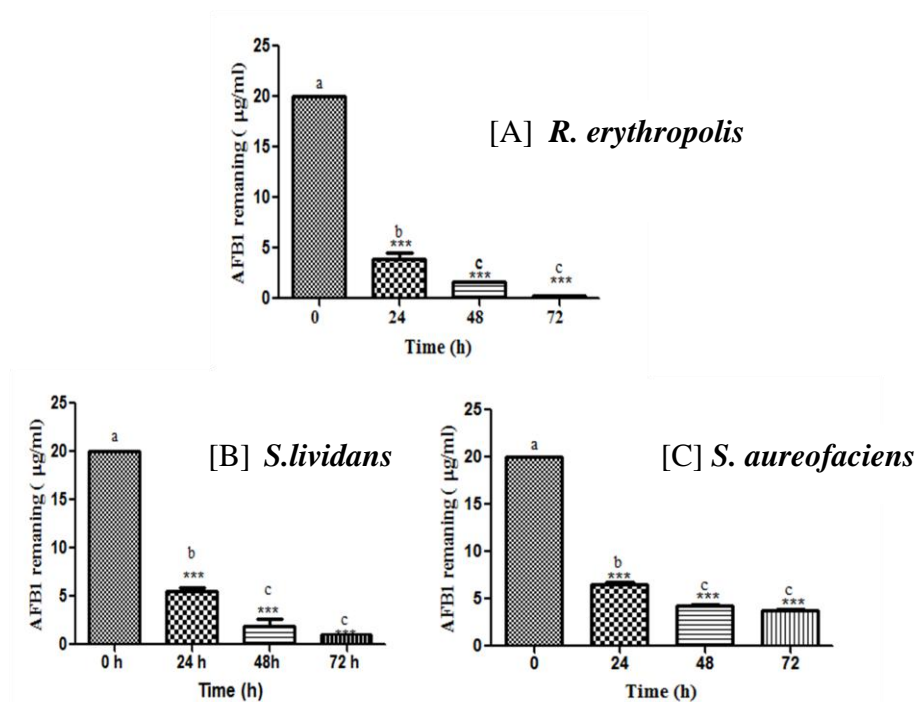 [A] R. erythropolis
AFB1 remaning ( µg/ml)
25
20
15
10
5
0
a
b
***
c
***
c
***
0 24 48 72
Time (h)
[B] S.lividans
AFB1 remaning ( µg/ml)
25
20
15
10
5
0
a
b
***
c
***
c
***
0 h 24 h 48h 72 h
Time (h)
[C] S. aureofaciens
AFB1 remaning ( µg/ml)
25
20
15
10
5
0
a
b
***
c
***
c
***
0 24 48 72
Time (h)